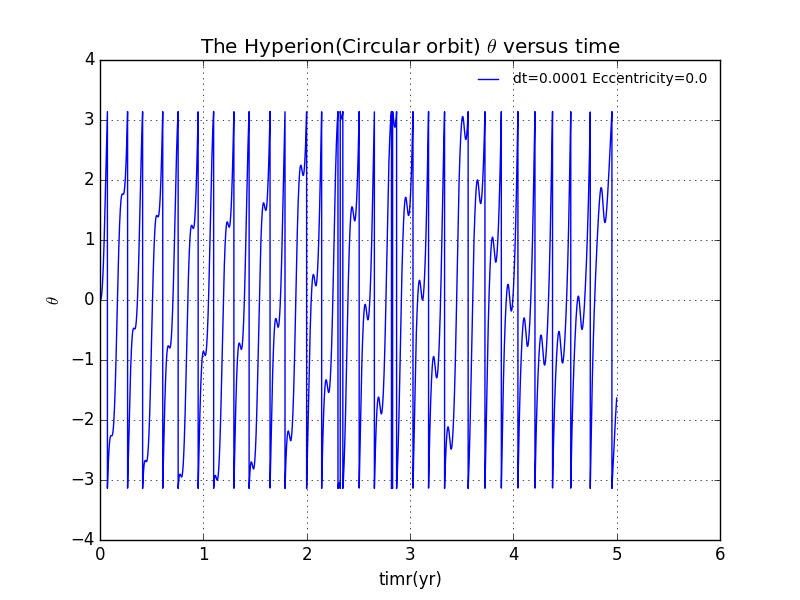 The Hyperion(Circular orbit) θ versus time
dt=0.0001 Eccentricity=0.0
4
3
2
1
0
−1
−2
−3
−4
θ
0 1 2 3 4 5 6
timr(yr)